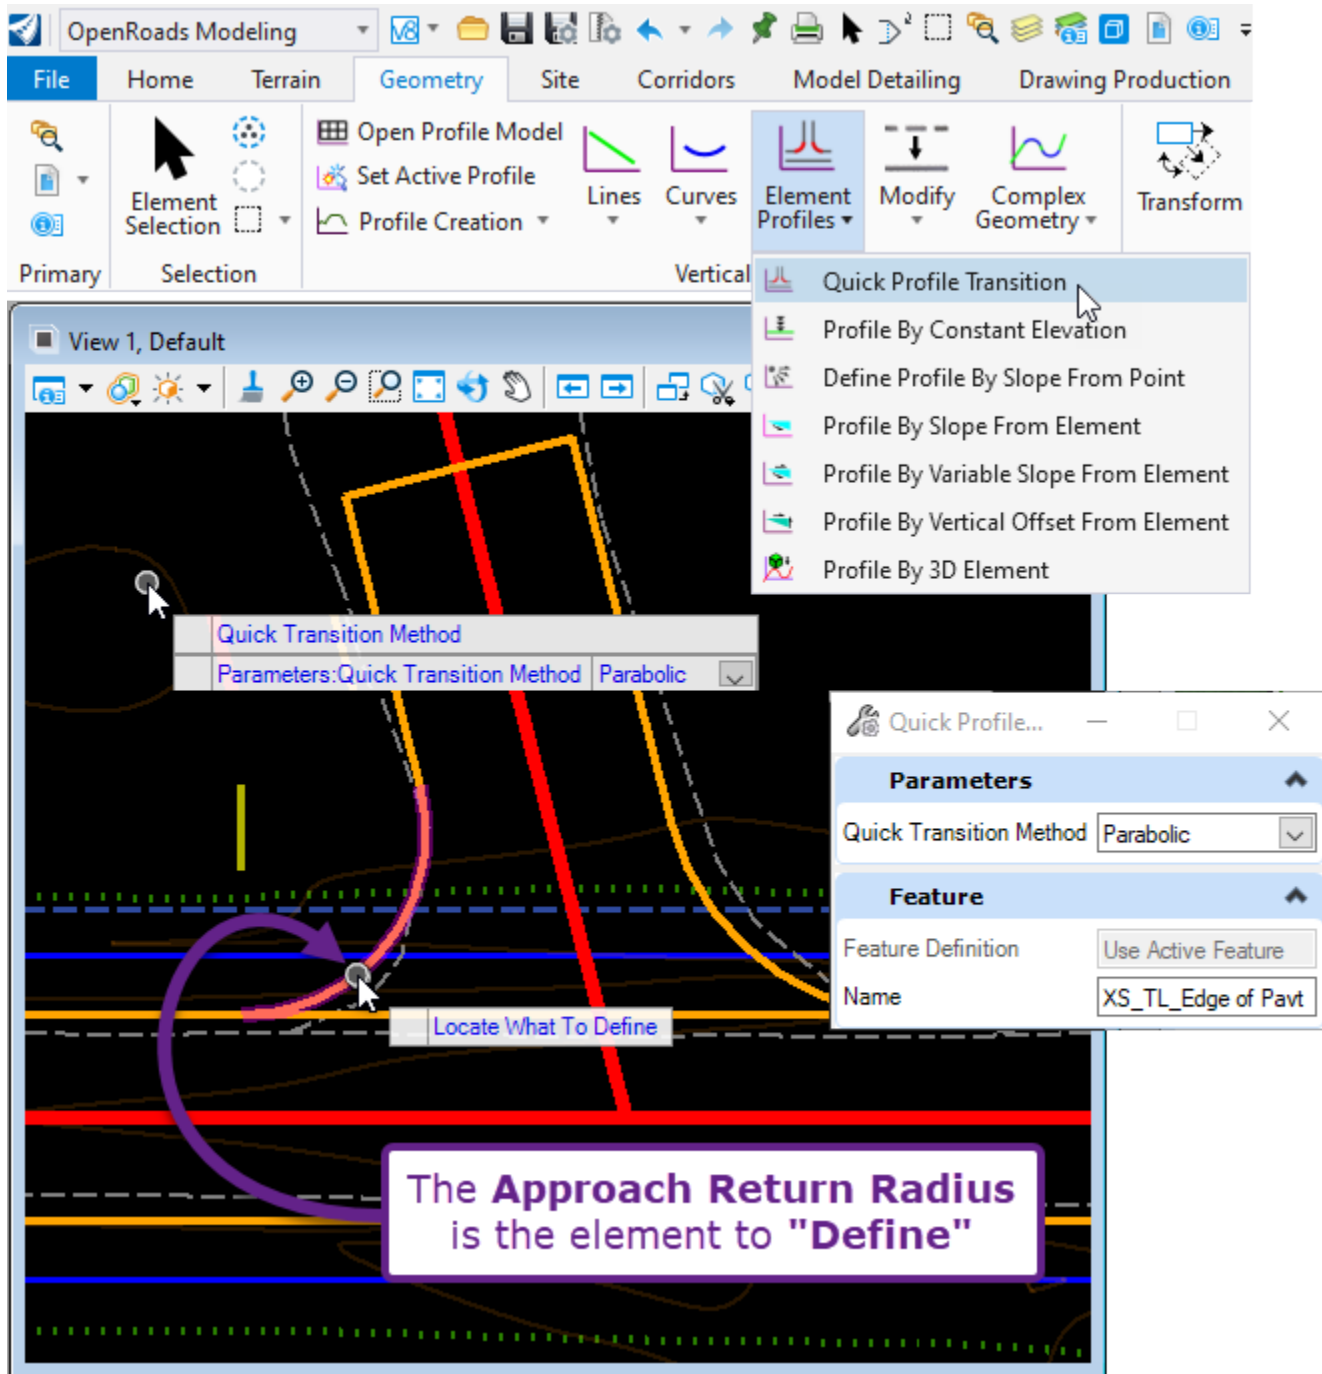 OpenRoads Modeling
File Home Terrain Geometry Site Corridors Model Detailing Drawing Production
Open Profile Model
Set Active Profile
Profile Creation
Element
Selection
Lines
Curves
Element
Profiles
Modify
Complex
Geometry
Transform
Primary
Selection
Vertical
Quick Profile Transition
Profile By Constant Elevation
Define Profile By Slope From Point
Profile By Slope From Element
Profile By Variable Slope From Element
Profile By Vertical Offset From Element
Profile By 3D Element
View 1, Default
Quick Transition Method
Parameters:Quick Transition Method Parabolic
Quick Profile...
Parameters
Quick Transition Method Parabolic
Feature
Feature Definition Use Active Feature
Name XS_TL_Edge of Pavt
Locate What To Define
The Approach Return Radius
is the element to "Define"